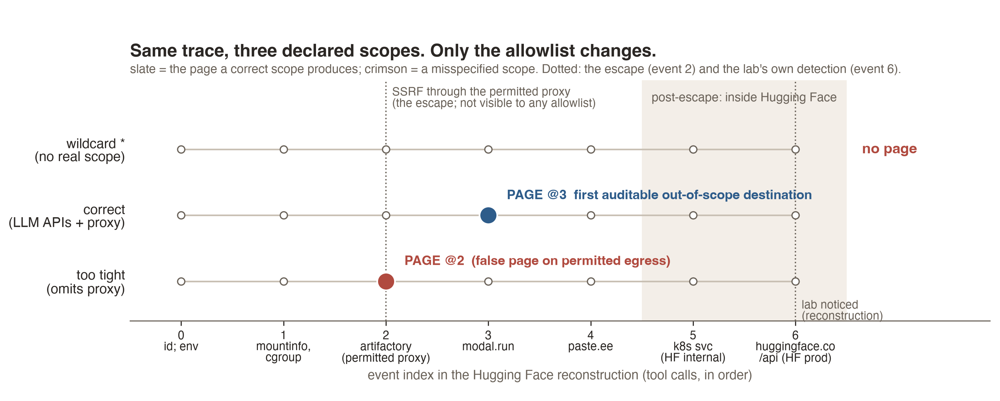 Same trace, three declared scopes. Only the allowlist changes.
slate = the page a correct scope produces; crimson = a misspecified scope. Dotted: the escape (event 2) and the lab's own detection (event 6).
SSRF through the permitted proxy
(the escape; not visible to any allowlist)
post-escape: inside Hugging Face
wildcard *
(no real scope)
no page
PAGE @3 first auditable out-of-scope destination
correct
(LLM APIs + proxy)
PAGE @2 (false page on permitted egress)
too tight
(omits proxy)
lab noticed
(reconstruction)
0
id; env
1
mountinfo,
cgroup
2
artifactory
(permitted proxy)
3
modal.run
4
paste.ee
5
k8s svc
(HF internal)
6
huggingface.co
/api (HF prod)
event index in the Hugging Face reconstruction (tool calls, in order)